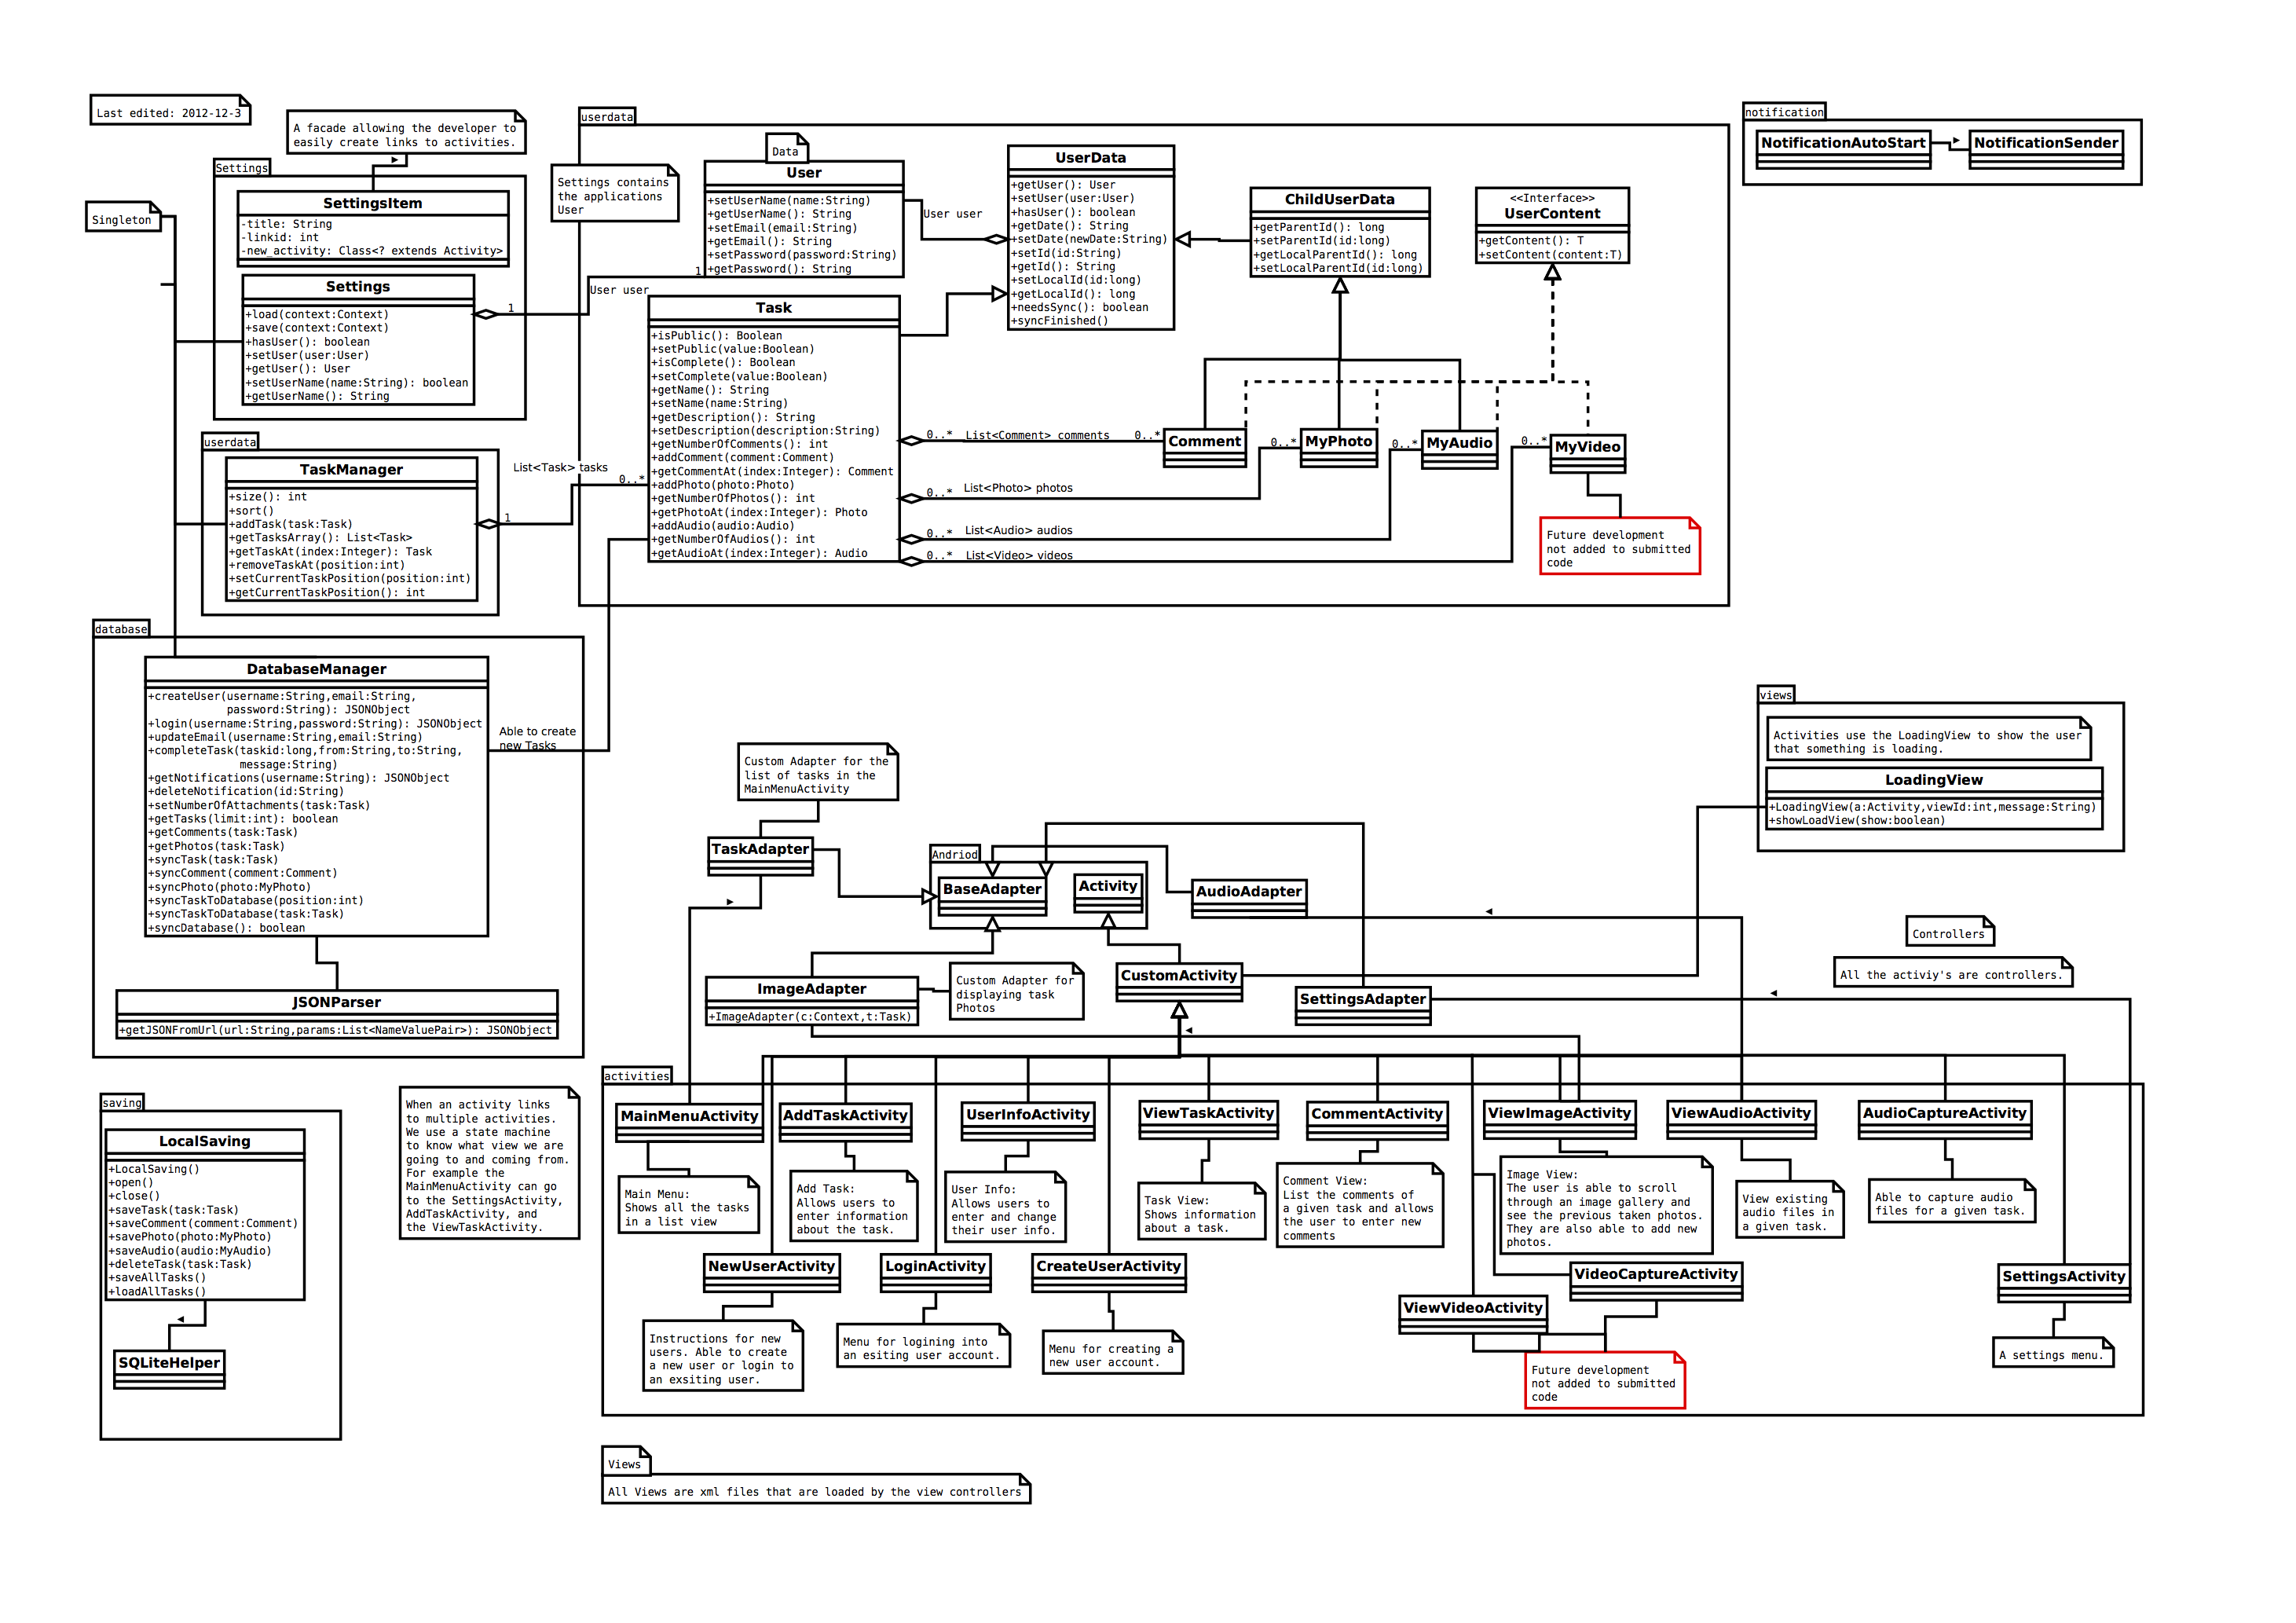 Last edited: 2012-12-3
A facade allowing the developer to
easily create links to activities.
Settings
Singleton
SettingsItem
-title: String
-linkid: int
-new_activity: Class<? extends Activity>
Settings
+load(context:Context)
+save(context:Context)
+hasUser(): boolean
+setUser(user:User)
+getUser(): User
+setUserName(name:String): boolean
+getUserName(): String
1
User user
1
userdata
Settings contains
the applications
User
Data
User
+setUserName(name:String)
+getUserName(): String
+setEmail(email:String)
+getEmail(): String
+setPassword(password:String)
+getPassword(): String
User user
UserData
+getUser(): User
+setUser(user:User)
+hasUser(): boolean
+getDate(): String
+setDate(newDate:String)
+setId(id:String)
+getId(): String
+setLocalId(id:long)
+getLocalId(): long
+needsSync(): boolean
+syncFinished()
ChildUserData
+getParentId(): long
+setParentId(id:long)
+getLocalParentId(): long
+setLocalParentId(id:long)
<<Interface>>
UserContent
+getContent(): T
+setContent(content:T)
notification
NotificationAutoStart
NotificationSender
Task
+isPublic(): Boolean
+setPublic(value:Boolean)
+isComplete(): Boolean
+setComplete(value:Boolean)
+getName(): String
+setName(name:String)
+getDescription(): String
+setDescription(description:String)
+getNumberOfComments(): int
+addComment(comment:Comment)
+getCommentAt(index:Integer): Comment
+addPhoto(photo:Photo)
+getNumberOfPhotos(): int
+getPhotoAt(index:Integer): Photo
+addAudio(audio:Audio)
+getNumberOfAudios(): int
+getAudioAt(index:Integer): Audio
0..* List<Comment> comments 0..*
0..* List<Photo> photos 0..*
0..* List<Audio> audios 0..*
0..* List<Video> videos 0..*
Comment
MyPhoto
MyAudio
MyVideo
Future development
not added to submitted
code
userdata
TaskManager
+size(): int
+sort()
+addTask(task:Task)
+getTasksArray(): List<Task>
+getTaskAt(index:Integer): Task
+removeTaskAt(position:int)
+setCurrentTaskPosition(position:int)
+getCurrentTaskPosition(): int
List<Task> tasks
0..*
1
database
DatabaseManager
+createUser(username:String,email:String,
password:String): JSONObject
+login(username:String,password:String): JSONObject
+updateEmail(username:String,email:String)
+completeTask(taskid:long,from:String,to:String,
message:String)
+getNotifications(username:String): JSONObject
+deleteNotification(id:String)
+setNumberOfAttachments(task:Task)
+getTasks(limit:int): boolean
+getComments(task:Task)
+getPhotos(task:Task)
+syncTask(task:Task)
+syncComment(comment:Comment)
+syncPhoto(photo:MyPhoto)
+syncTaskToDatabase(position:int)
+syncTaskToDatabase(task:Task)
+syncDatabase(): boolean
Able to create
new Tasks
JSONParser
+getJSONFromUrl(url:String,params:List<NameValuePair>): JSONObject
views
Activities use the LoadingView to show the user
that something is loading.
LoadingView
+LoadingView(a:Activity,viewId:int,message:String)
+showLoadView(show:boolean)
Custom Adapter for the
list of tasks in the
MainMenuActivity
TaskAdapter
Andriod
BaseAdapter
Activity
AudioAdapter
Controllers
All the activiy's are controllers.
ImageAdapter
+ImageAdapter(c:Context,t:Task)
Custom Adapter for
displaying task
Photos
CustomActivity
SettingsAdapter
saving
LocalSaving
+LocalSaving()
+open()
+close()
+saveTask(task:Task)
+saveComment(comment:Comment)
+savePhoto(photo:MyPhoto)
+saveAudio(audio:MyAudio)
+deleteTask(task:Task)
+saveAllTasks()
+loadAllTasks()
SQLiteHelper
When an activity links
to multiple activities.
We use a state machine
to know what view we are
going to and coming from.
For example the
MainMenuActivity can go
to the SettingsActivity,
AddTaskActivity, and
the ViewTaskActivity.
activities
MainMenuActivity
AddTaskActivity
UserInfoActivity
ViewTaskActivity
CommentActivity
ViewImageActivity
ViewAudioActivity
AudioCaptureActivity
Main Menu:
Shows all the tasks
in a list view
Add Task:
Allows users to
enter information
about the task.
User Info:
Allows users to
enter and change
their user info.
Task View:
Shows information
about a task.
Comment View:
List the comments of
a given task and allows
the user to enter new
comments
Image View:
The user is able to scroll
through an image gallery and
see the previous taken photos.
They are also able to add new
photos.
View existing
audio files in
a given task.
Able to capture audio
files for a given task.
NewUserActivity
LoginActivity
CreateUserActivity
VideoCaptureActivity
SettingsActivity
ViewVideoActivity
Instructions for new
users. Able to create
a new user or login to
an exsiting user.
Menu for logining into
an esiting user account.
Menu for creating a
new user account.
Future development
not added to submitted
code
A settings menu.
Views
All Views are xml files that are loaded by the view controllers